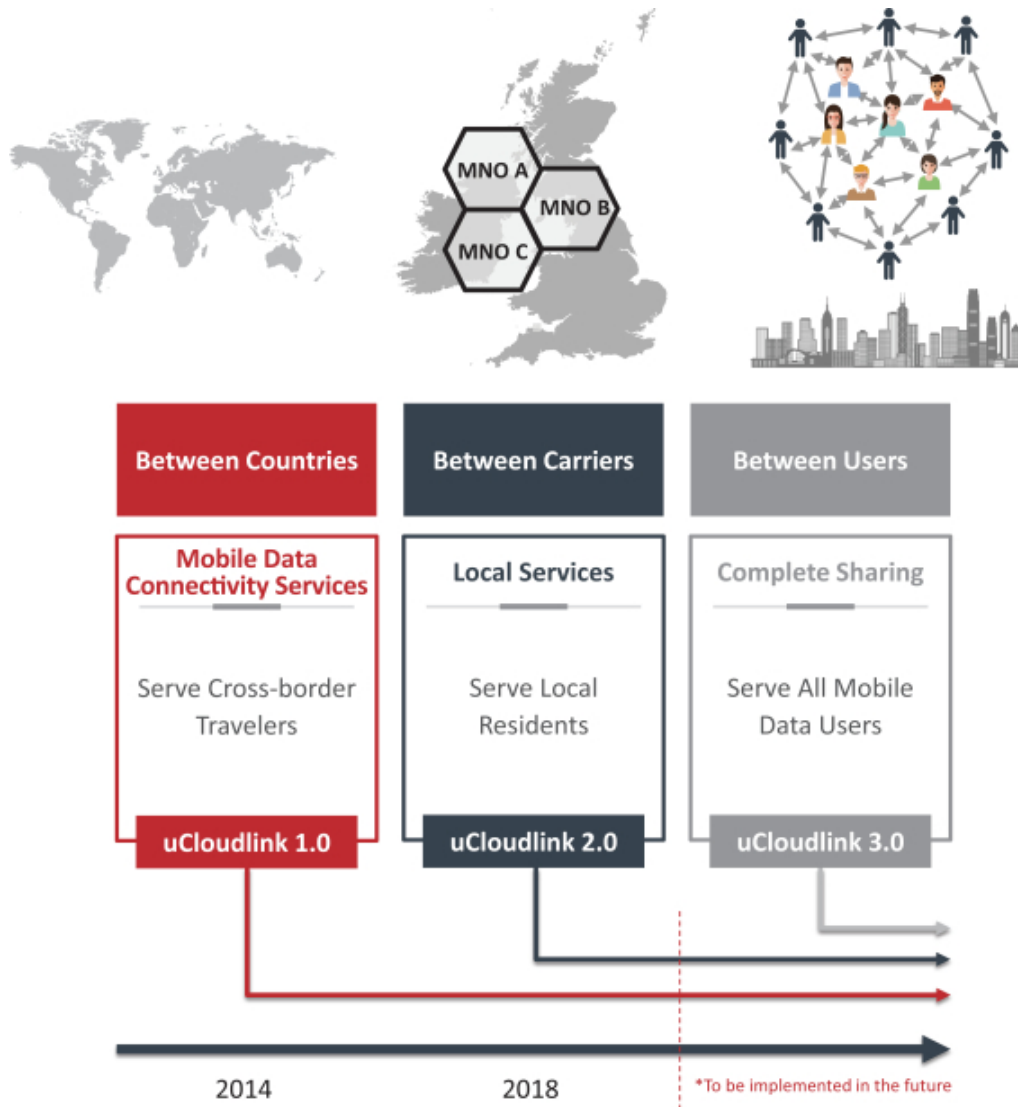 MNO A
MNO B
MNO C
Between Countries
Between Carriers
Between Users
Mobile Data
Connectivity Services
Local Services
Complete Sharing
Serve Cross-border
Travelers
Serve Local
Residents
Serve All Mobile
Data Users
uCloudlink 1.0
uCloudlink 2.0
uCloudlink 3.0
2014
2018
*To be implemented in the future